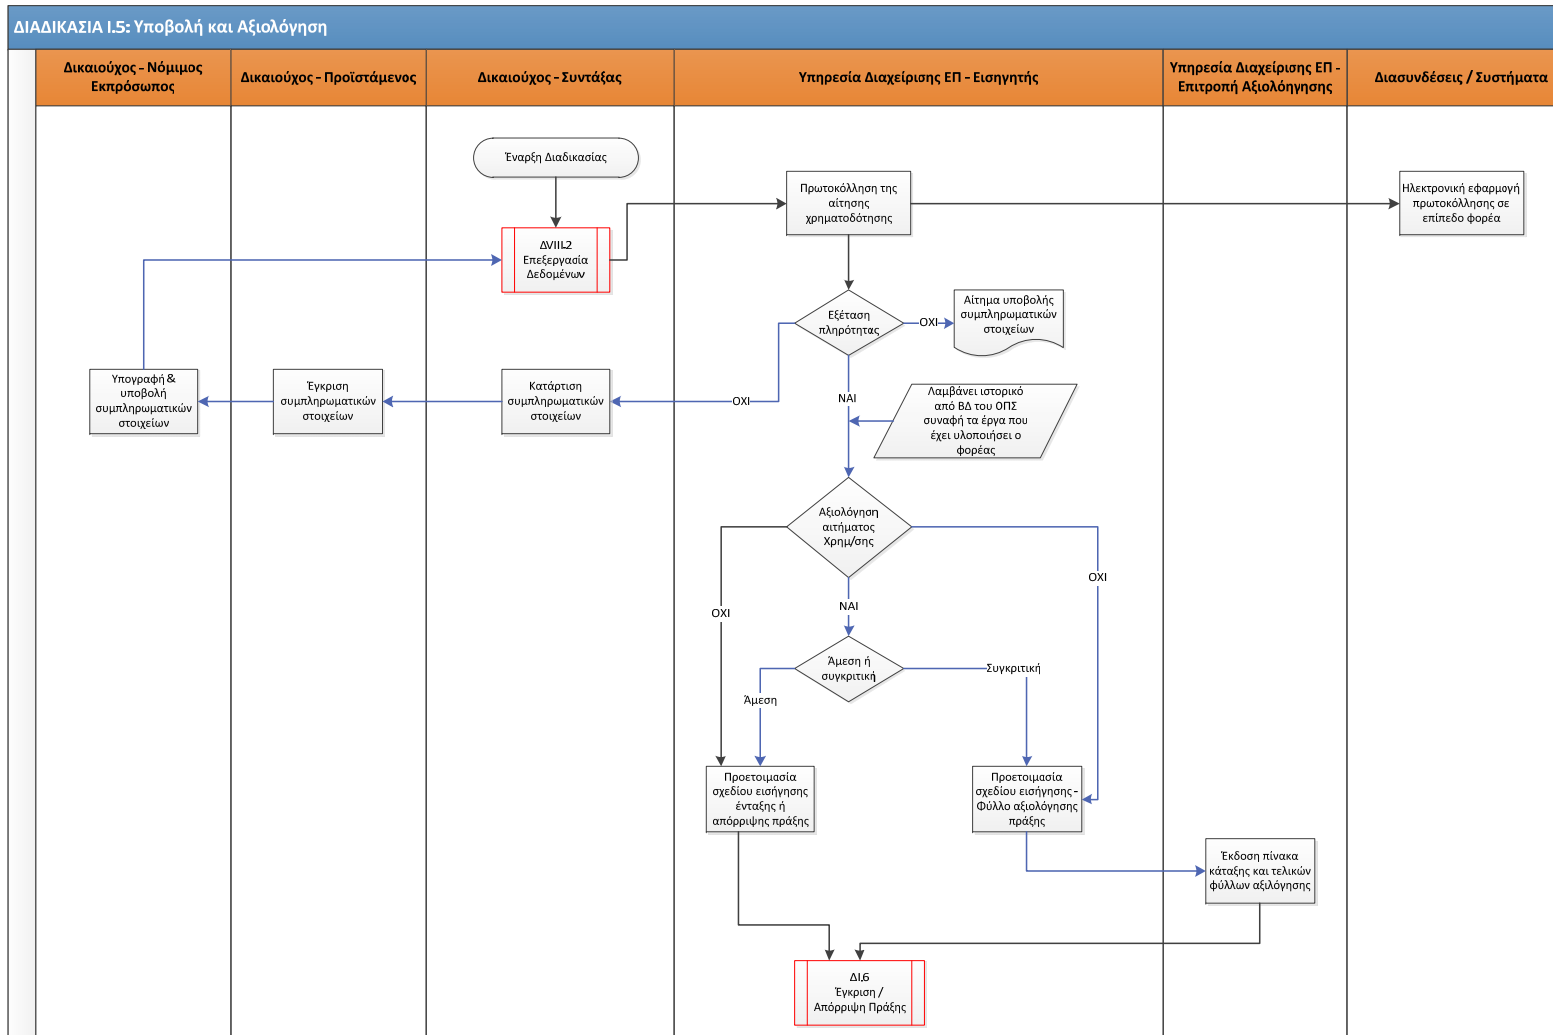 ΔΙΑΔΙΚΑΣΙΑ Ι.5: Υποβολή και Αξιολόγηση
Δικαιούχος – Νόμιμος
Εκπρόσωπος
Δικαιούχος – Προϊστάμενος
Δικαιούχος – Συντάξας
Υπηρεσία Διαχείρισης ΕΠ – Εισηγητής
Υπηρεσία Διαχείρισης ΕΠ -
Επιτροπή Αξιολόηγησης
Διασυνδέσεις / Συστήματα
Έναρξη Διαδικασίας
ΔVIII.2
Επεξεργασία
Δεδομένων
Πρωτοκόλληση της
αίτησης
χρηματοδότησης
Ηλεκτρονική εφαρμογή
πρωτοκόλλησης σε
επίπεδο φορέα
Εξέταση
πληρότητας
ΟΧΙ
Αίτημα υποβολής
συμπληρωματικών
στοιχείων
Υπογραφή &
υποβολή
συμπληρωματικών
στοιχείων
Έγκριση
συμπληρωματικών
στοιχείων
Κατάρτιση
συμπληρωματικών
στοιχείων
ΟΧΙ
ΝΑΙ
Λαμβάνει ιστορικό
από ΒΔ του ΟΠΣ
συναφή τα έργα που
έχει υλοποιήσει ο
φορέας
Αξιολόγηση
αιτήματος
Χρημ/σης
ΟΧΙ
ΟΧΙ
ΝΑΙ
Άμεση ή
συγκριτική
Συγκριτική
Άμεση
Προετοιμασία
σχεδίου εισήγησης
ένταξης ή
απόρριψης πράξης
Προετοιμασία
σχεδίου εισήγησης –
Φύλλο αξιολόγησης
πράξης
Έκδοση πίνακα
κάταξης και τελικών
φύλλων αξιλόγησης
ΔΙ.6
Έγκριση /
Απόρριψη Πράξης